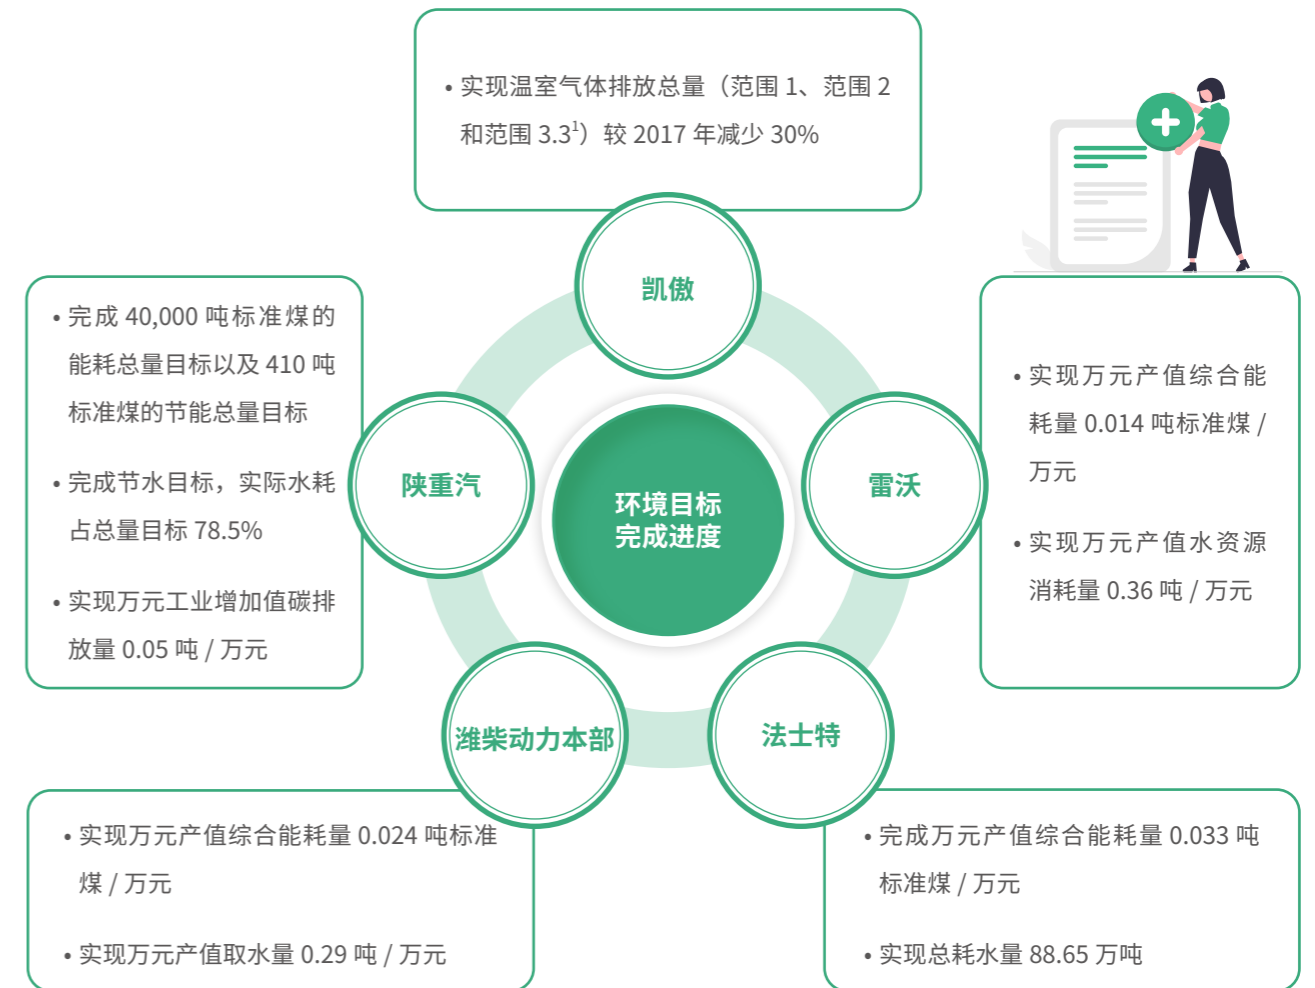 • 实现温室气体排放总量（范围 1、范围 2
和范围 3.3¹）较 2017 年减少 30%
凯傲
• 完成 40,000 吨标准煤的
能耗总量目标以及 410 吨
标准煤的节能总量目标
• 完成节水目标，实际水耗
占总量目标 78.5%
• 实现万元工业增加值碳排
放量 0.05 吨 / 万元
陕重汽
环境目标
完成进度
雷沃
• 实现万元产值综合能
耗量 0.014 吨标准煤 /
万元
• 实现万元产值水资源
消耗量 0.36 吨 / 万元
潍柴动力本部
法士特
• 实现万元产值综合能耗量 0.024 吨标准
煤 / 万元
• 实现万元产值取水量 0.29 吨 / 万元
• 完成万元产值综合能耗量 0.033 吨
标准煤 / 万元
• 实现总耗水量 88.65 万吨